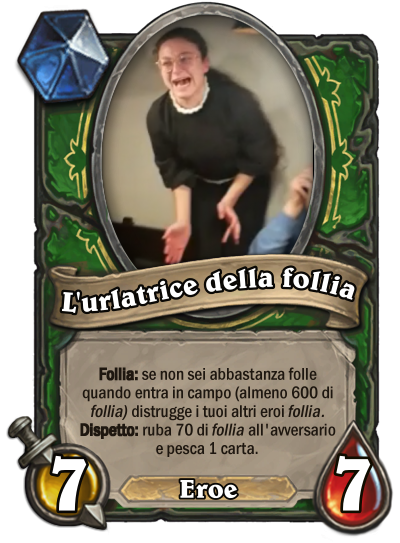 L'urlatrice della follia
Follia: se non sei abbastanza folle
quando entra in campo (almeno 600 di
follia) distrugge i tuoi altri eroi follia.
Dispetto: ruba 70 di follia all'avversario
e pesca 1 carta.
7
Eroe
7